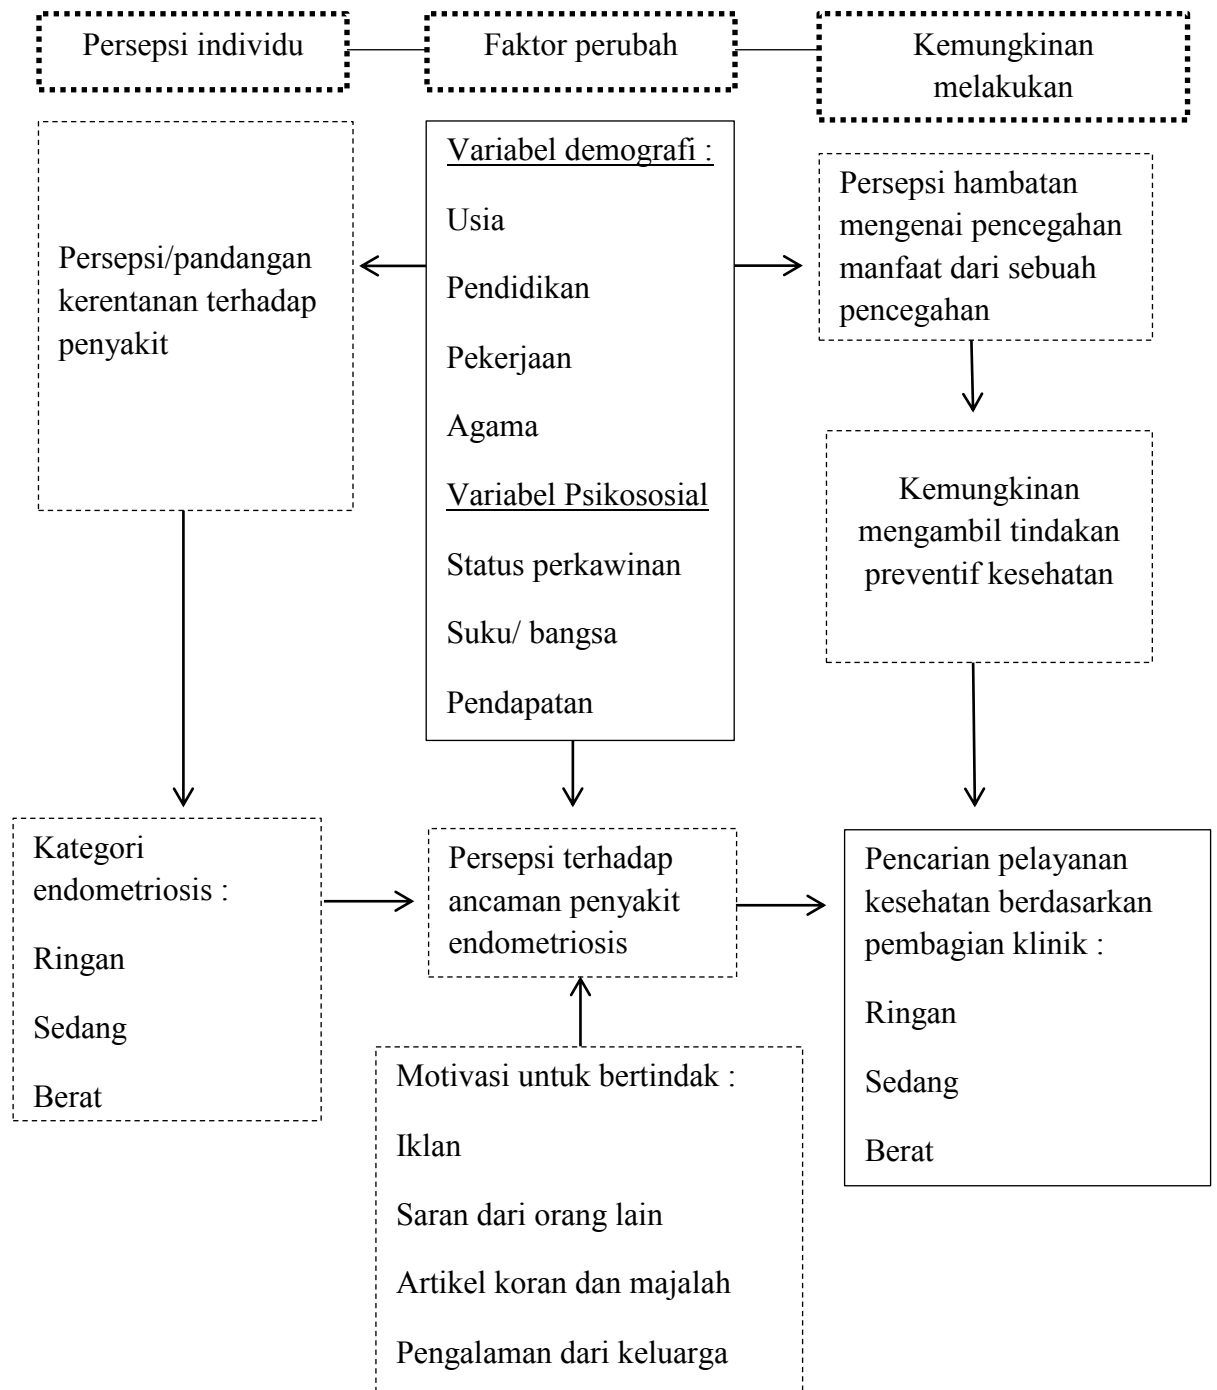 Persepsi individu
Faktor perubah
Kemungkinan
melakukan
Persepsi/pandangan
kerentanan terhadap
penyakit
Variabel demografi :
Usia
Pendidikan
Pekerjaan
Agama
Variabel Psikososial
Status perkawinan
Suku/ bangsa
Pendapatan
Persepsi hambatan
mengenai pencegahan
manfaat dari sebuah
pencegahan
Kemungkinan
mengambil tindakan
preventif kesehatan
Kategori
endometriosis :
Ringan
Sedang
Berat
Persepsi terhadap
ancaman penyakit
endometriosis
Pencarian pelayanan
kesehatan berdasarkan
pembagian klinik :
Ringan
Sedang
Berat
Motivasi untuk bertindak :
Iklan
Saran dari orang lain
Artikel koran dan majalah
Pengalaman dari keluarga